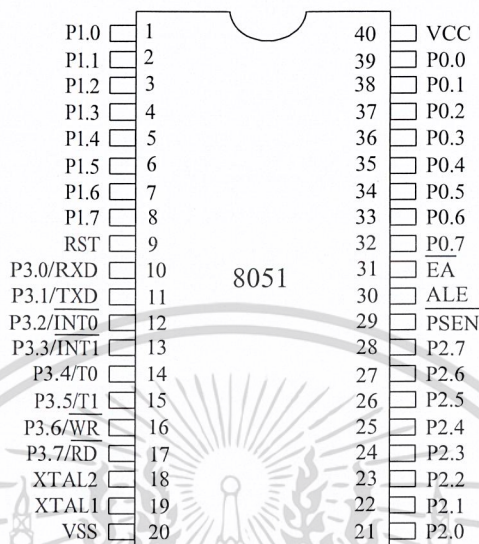 P1.0 1 40 VCC
P1.1 2 39 P0.0
P1.2 3 38 P0.1
P1.3 4 37 P0.2
P1.4 5 36 P0.3
P1.5 6 35 P0.4
P1.6 7 34 P0.5
P1.7 8 33 P0.6
RST 9 32 P0.7
P3.0/RXD 10 31 E̅A̅
8051
P3.1/TXD 11 30 ALE
P3.2/I̅N̅T̅0̅ 12 29 P̅S̅E̅N̅
P3.3/I̅N̅T̅1̅ 13 28 P2.7
P3.4/T0 14 27 P2.6
P3.5/T1 15 26 P2.5
P3.6/W̅R̅ 16 25 P2.4
P3.7/R̅D̅ 17 24 P2.3
XTAL2 18 23 P2.2
XTAL1 19 22 P2.1
VSS 20 21 P2.0